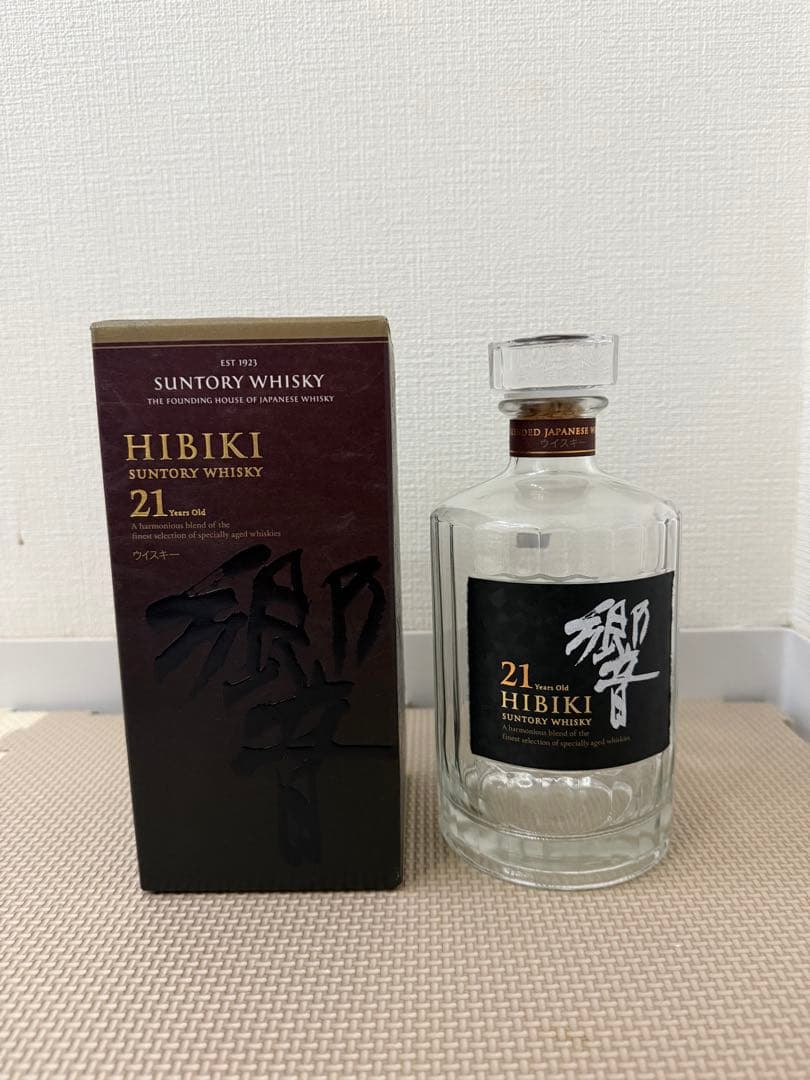 EST 1923
SUNTORY WHISKY
THE FOUNDING HOUSE OF JAPANESE WHISKY
HIBIKI
SUNTORY WHISKY
21 Years Old
A harmonious blend of the
finest selection of specially aged whiskies
ウイスキー
響
JAPANESE
ウイスキー
響
21 Years Old
HIBIKI
SUNTORY WHISKY
A harmonious blend of the
finest selection of specially aged whiskies